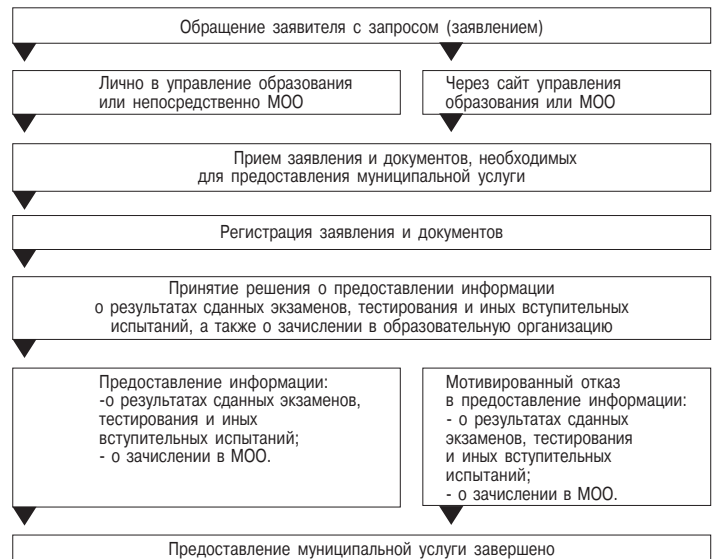 Обращение заявителя с запросом (заявлением)
Лично в управление образования
или непосредственно МОО
Через сайт управления
образования или МОО
Прием заявления и документов, необходимых
для предоставления муниципальной услуги
Регистрация заявления и документов
Принятие решения о предоставлении информации
о результатах сданных экзаменов, тестирования и иных вступительных
испытаний, а также о зачислении в образовательную организацию
Предоставление информации:
-о результатах сданных экзаменов,
тестирования и иных
вступительных испытаний;
- о зачислении в МОО.
Мотивированный отказ
в предоставление информации:
- о результатах сданных
экзаменов, тестирования
и иных вступительных
испытаний;
- о зачислении в МОО.
Предоставление муниципальной услуги завершено